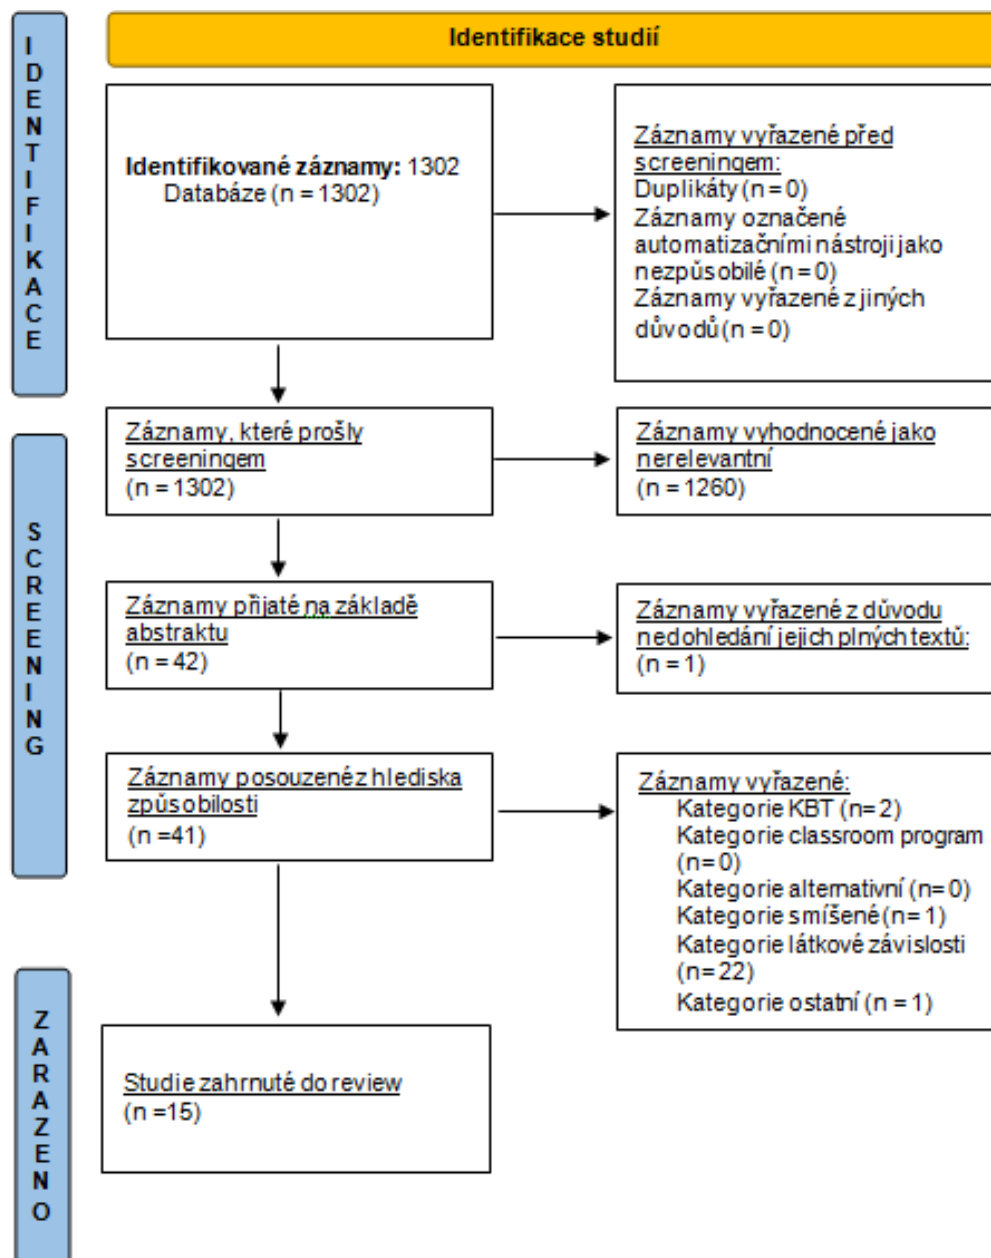 Identifikace studií
IDENTIFIKACE
Identifikované záznamy: 1302
Databáze (n = 1302)
Záznamy vyřazené před
screeningem:
Duplikáty (n = 0)
Záznamy označené
automatizačními nástroji jako
nezpůsobilé (n = 0)
Záznamy vyřazené z jiných
důvodů (n = 0)
SCREENING
Záznamy, které prošly
screeningem
(n = 1302)
Záznamy vyhodnocené jako
nerelevantní
(n = 1260)
Záznamy přijaté na základě
abstraktu
(n = 42)
Záznamy vyřazené z důvodu
nedohledání jejich plných textů:
(n = 1)
Záznamy posouzené z hlediska
způsobilosti
(n =41)
Záznamy vyřazené:
Kategorie KBT (n= 2)
Kategorie classroom program
(n= 0)
Kategorie alternativní (n= 0)
Kategorie smíšené (n= 1)
Kategorie látkové závislosti
(n= 22)
Kategorie ostatní (n = 1)
ZARAZENO
Studie zahrnuté do review
(n =15)